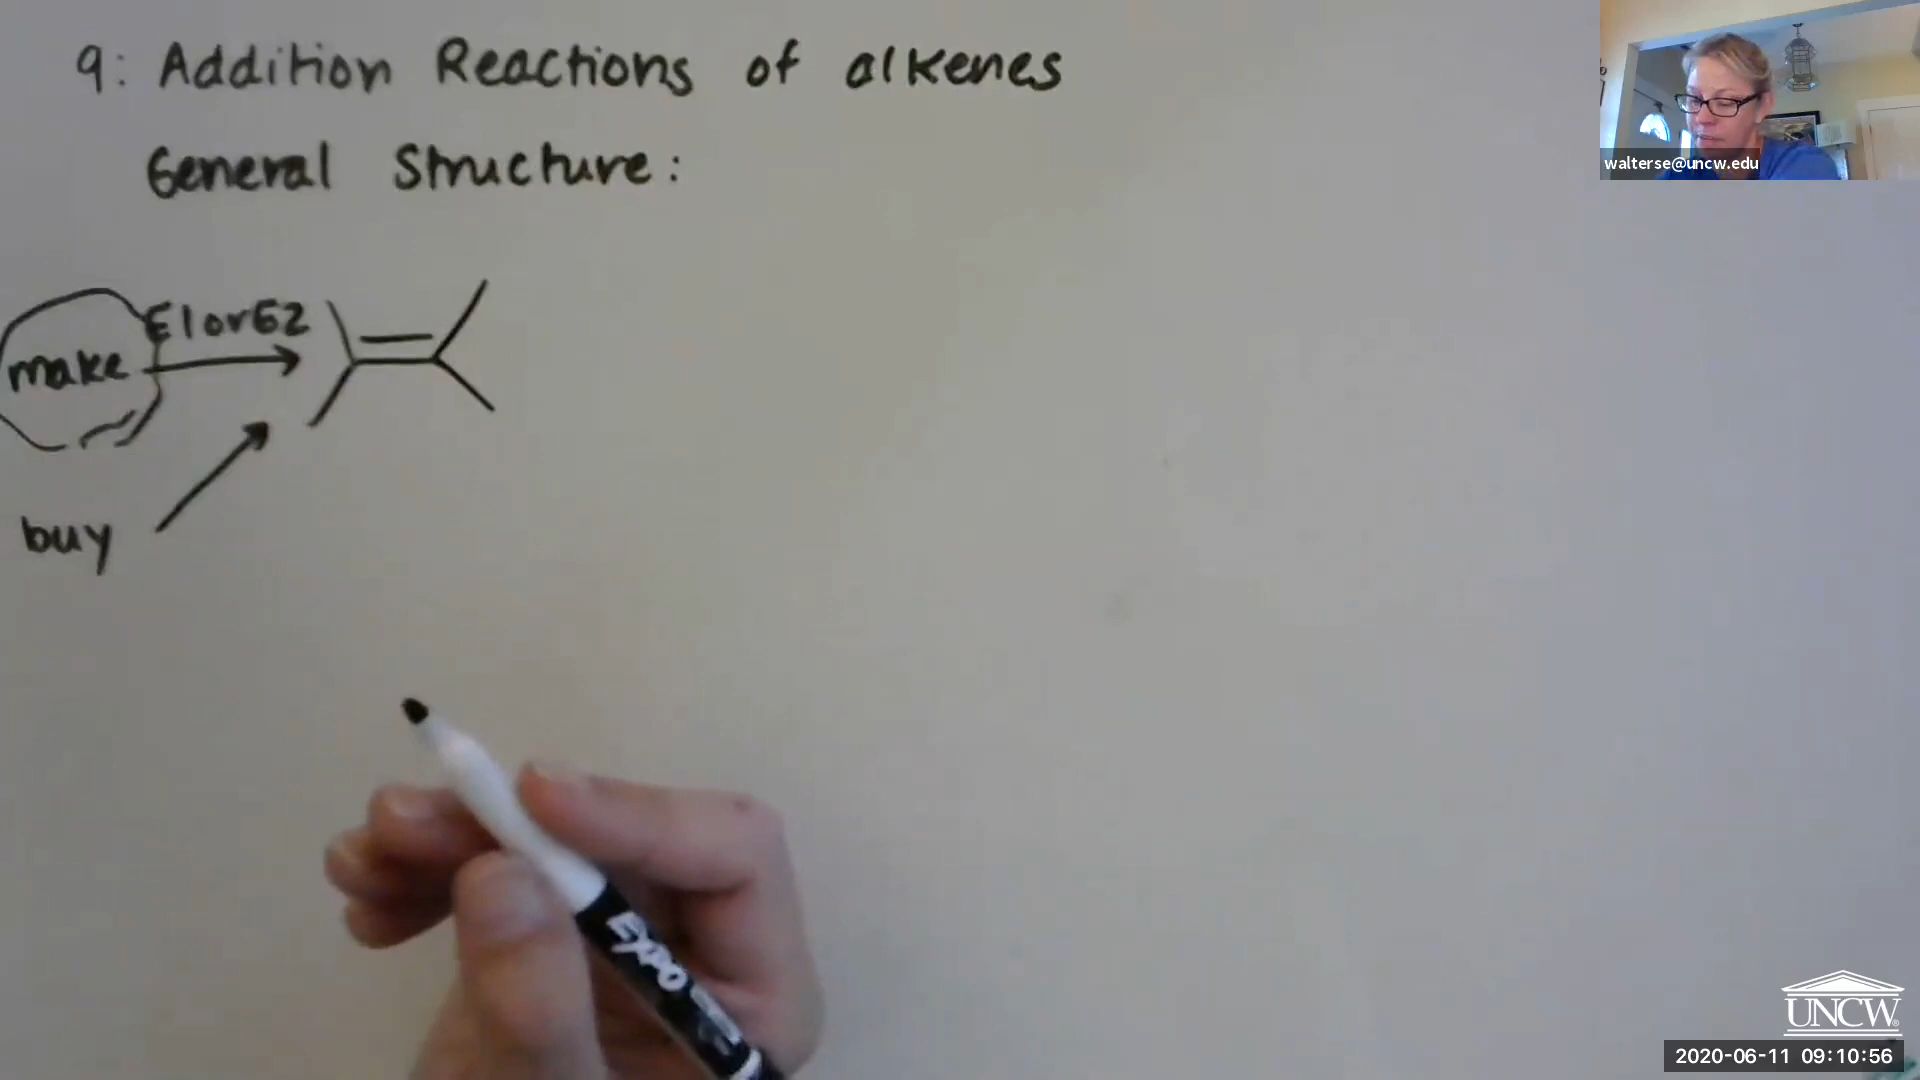 9: Addition Reactions of alkenes
General Structure:
E1 or E2
make
buy
EXPO
walterse@uncw.edu
UNCW
2020-06-11 09:10:56